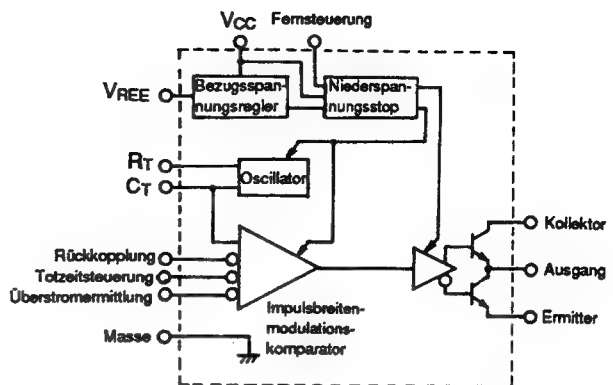 VCC
Fernsteuerung
VREE
Bezugsspan-
nungsregler
Niederspan-
nungsstop
RT
CT
Oscillator
Rückkopplung
Totzeitsteuerung
Überstromermittlung
Masse
Impulsbreiten-
modulations-
komparator
Kollektor
Ausgang
Ermitter